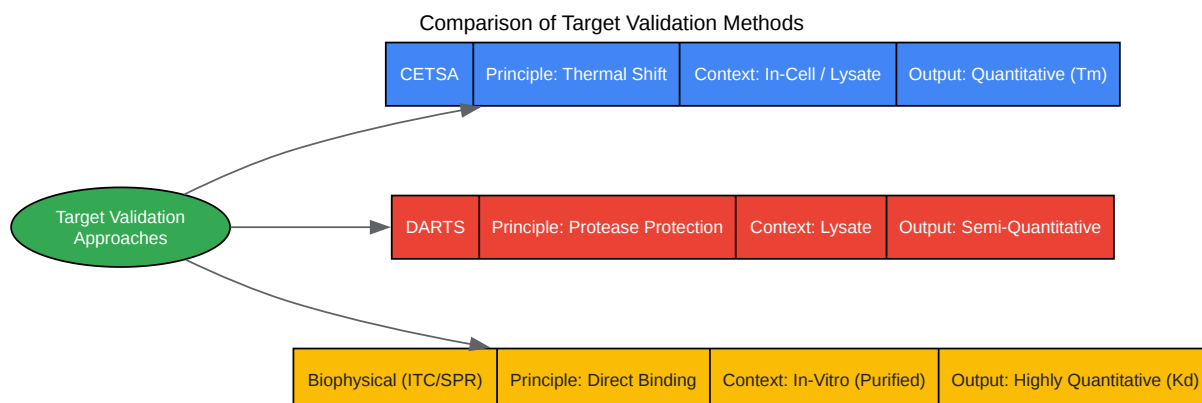 Comparison of Target Validation Methods
CETSA
Principle: Thermal Shift
Context: In-Cell / Lysate
Output: Quantitative (Tm)
Target Validation
Approaches
DARTS
Principle: Protease Protection
Context: Lysate
Output: Semi-Quantitative
Biophysical (ITC/SPR)
Principle: Direct Binding
Context: In-Vitro (Purified)
Output: Highly Quantitative (Kd)